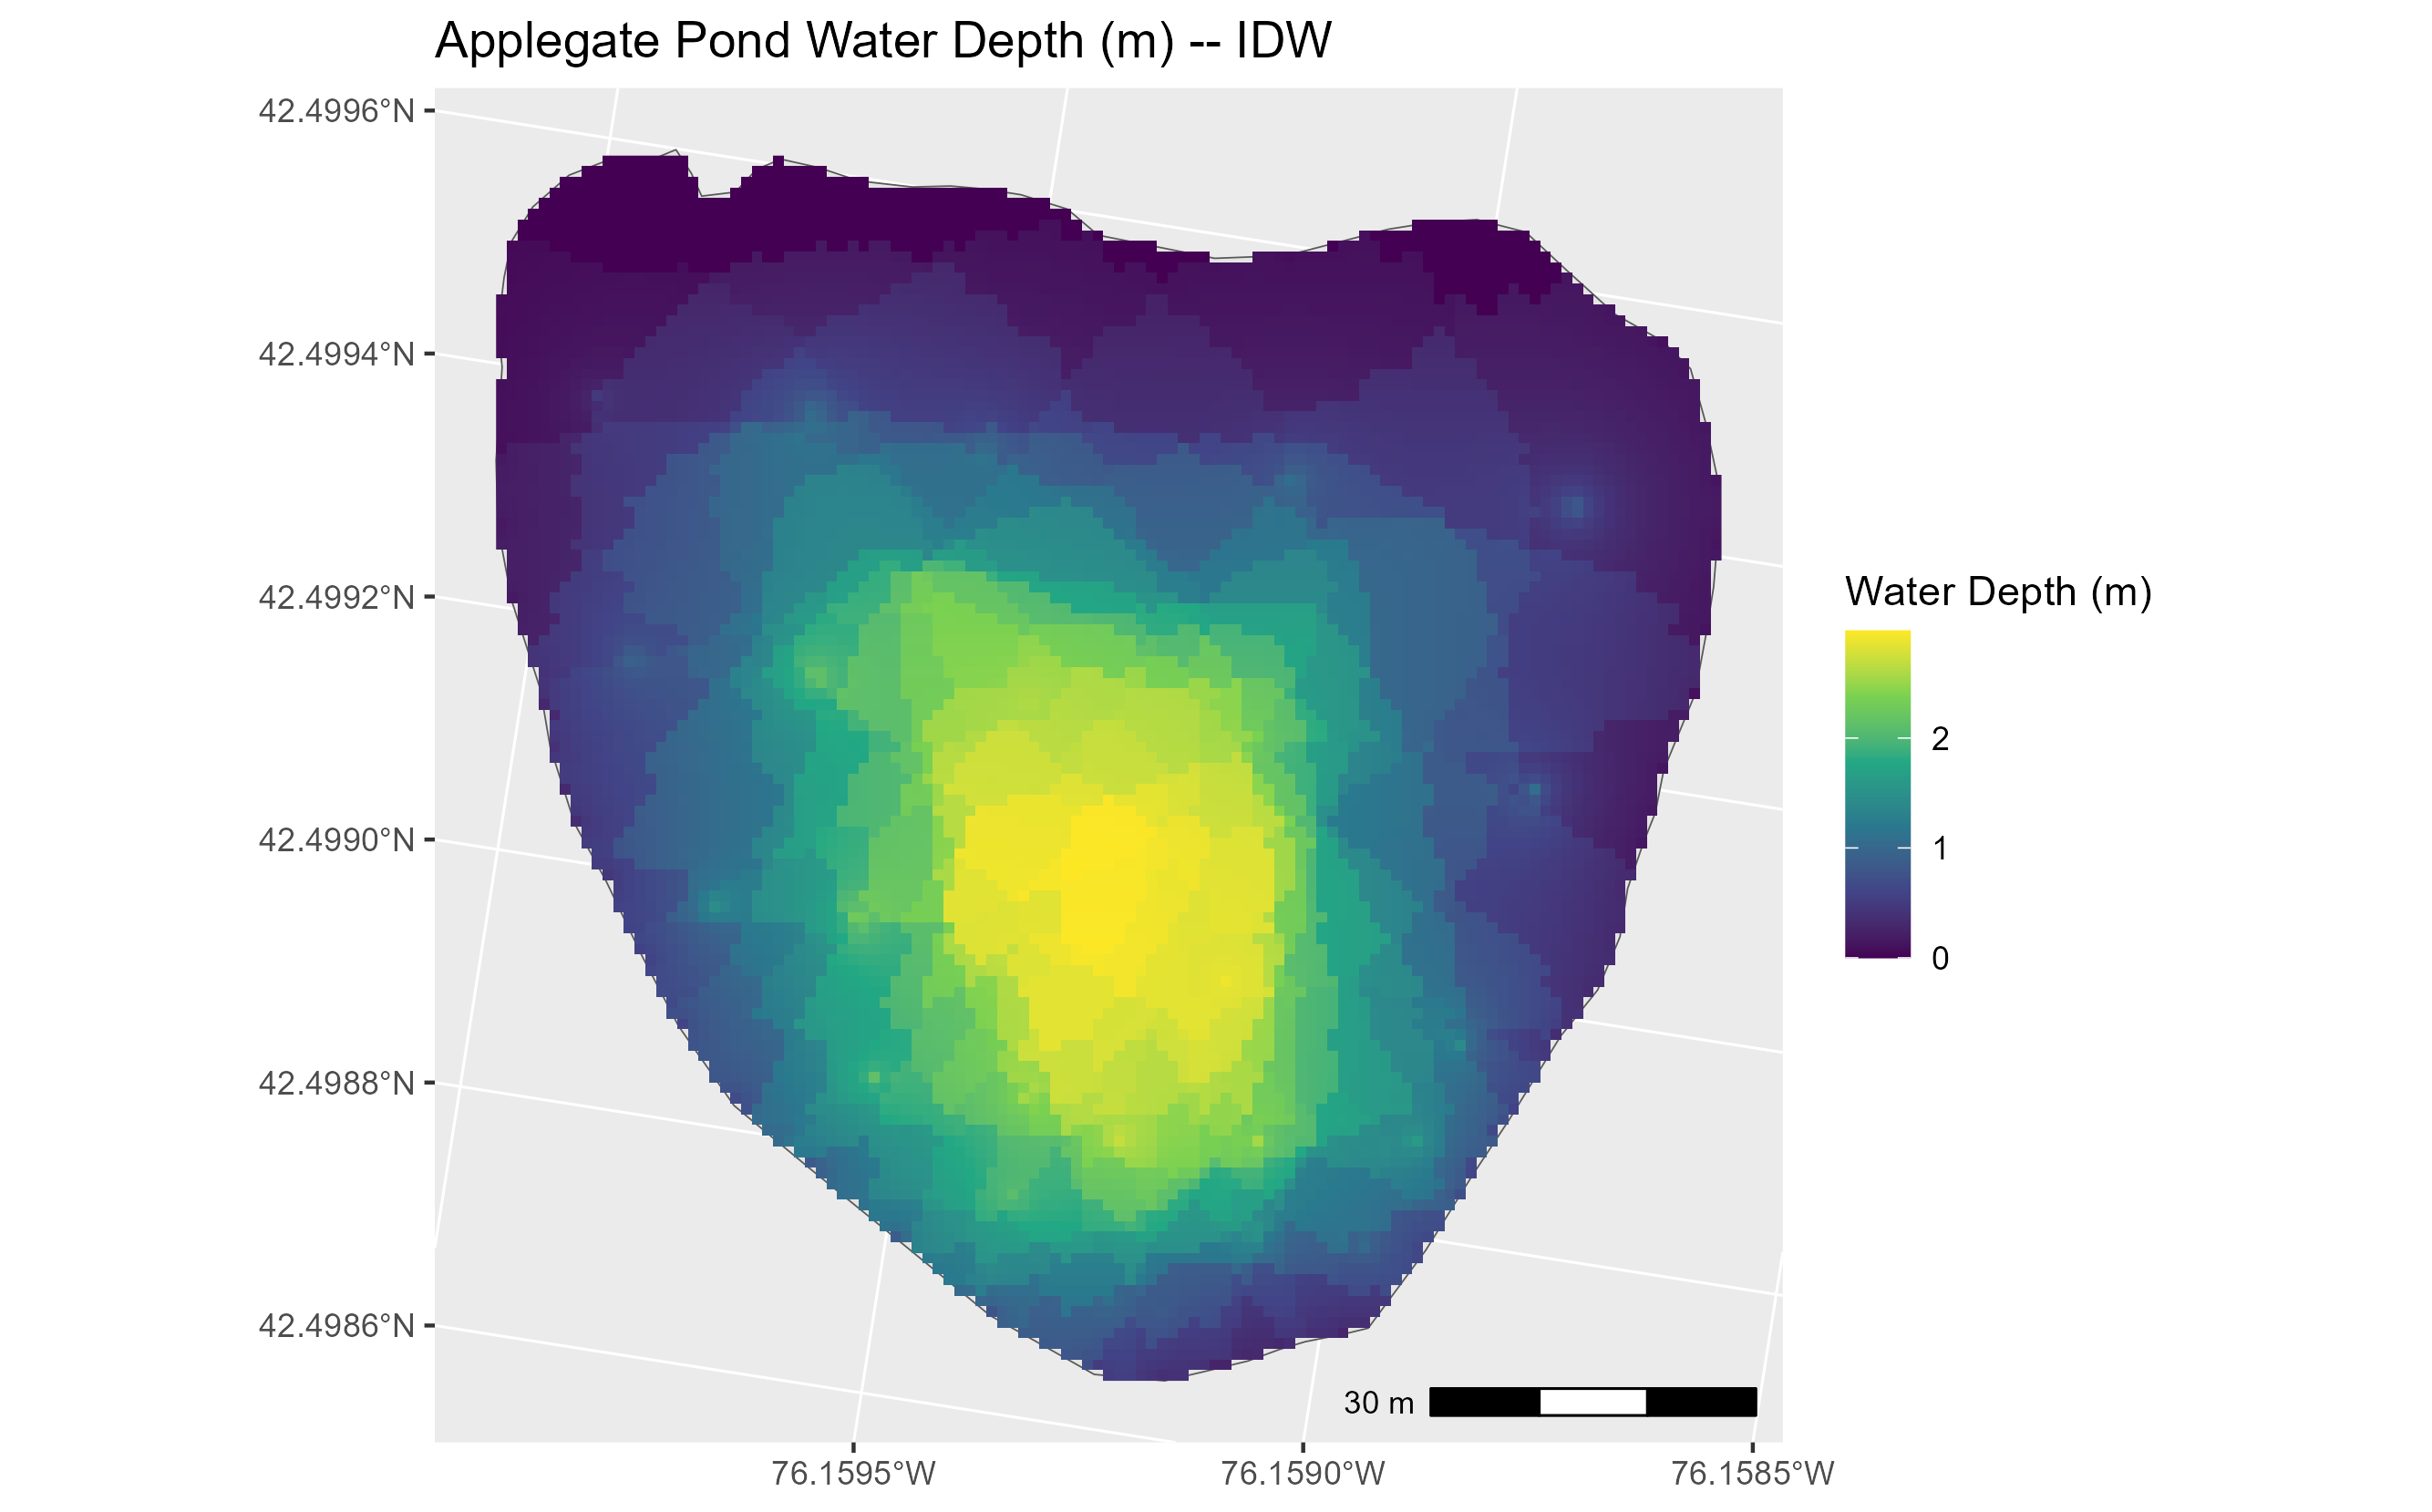 Applegate Pond Water Depth (m) -- IDW
42.4996°N
42.4994°N
42.4992°N
42.4990°N
42.4988°N
42.4986°N
Water Depth (m)
2
1
0
30 m
76.1595°W
76.1590°W
76.1585°W